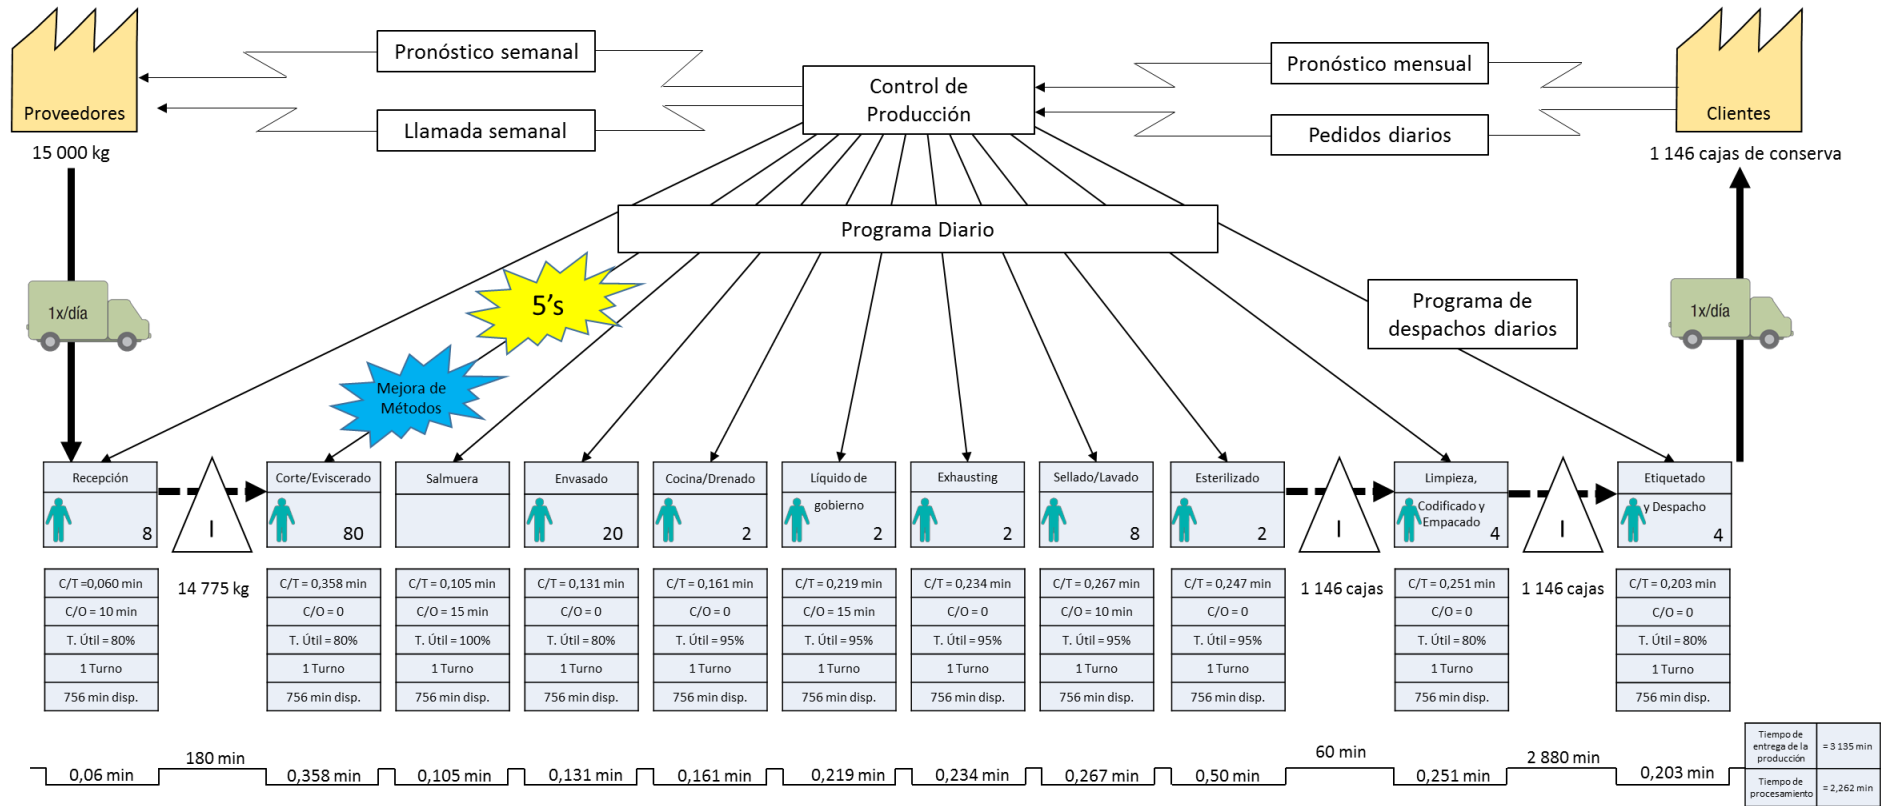 Pronóstico semanal
Pronóstico mensual
Control de
Producción
Proveedores
Clientes
Llamada semanal
Pedidos diarios
15 000 kg
1 146 cajas de conserva
Programa Diario
5’s
1x/día
Programa de
despachos diarios
1x/día
Mejora de
Métodos
Recepción
8
I
14 775 kg
Corte/Eviscerado
80
Salmuera
Envasado
20
Cocina/Drenado
2
Líquido de
gobierno
2
Exhausting
2
Sellado/Lavado
8
Esterilizado
2
I
1 146 cajas
Limpieza,
Codificado y
Empacado
4
I
1 146 cajas
Etiquetado
y Despacho
4
C/T =0,060 min
C/O = 10 min
T. Útil = 80%
1 Turno
756 min disp.
C/T = 0,358 min
C/O = 0
T. Útil = 80%
1 Turno
756 min disp.
C/T = 0,105 min
C/O = 15 min
T. Útil = 100%
1 Turno
756 min disp.
C/T = 0,131 min
C/O = 0
T. Útil = 80%
1 Turno
756 min disp.
C/T = 0,161 min
C/O = 0
T. Útil = 95%
1 Turno
756 min disp.
C/T = 0,219 min
C/O = 15 min
T. Útil = 95%
1 Turno
756 min disp.
C/T = 0,234 min
C/O = 0
T. Útil = 95%
1 Turno
756 min disp.
C/T = 0,267 min
C/O = 10 min
T. Útil = 95%
1 Turno
756 min disp.
C/T = 0,247 min
C/O = 0
T. Útil = 95%
1 Turno
756 min disp.
C/T = 0,251 min
C/O = 0
T. Útil = 80%
1 Turno
756 min disp.
C/T = 0,203 min
C/O = 0
T. Útil = 80%
1 Turno
756 min disp.
0,06 min
180 min
0,358 min
0,105 min
0,131 min
0,161 min
0,219 min
0,234 min
0,267 min
0,50 min
60 min
0,251 min
2 880 min
0,203 min
Tiempo de
entrega de la
producción
= 3 135 min
Tiempo de
procesamiento
= 2,262 min